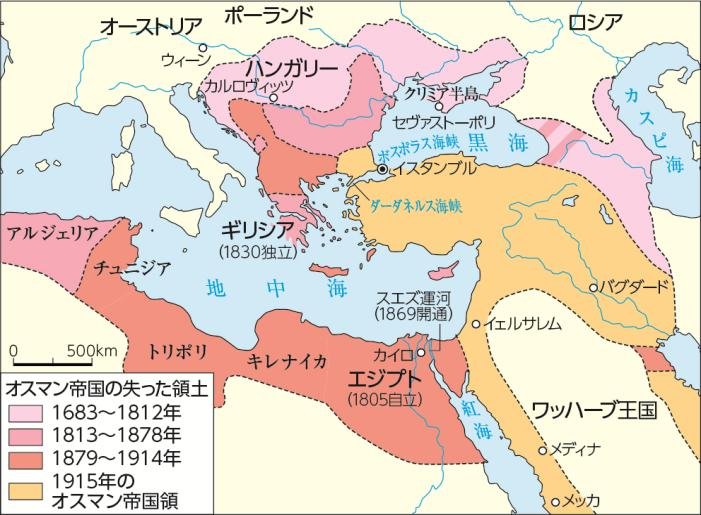 オーストリア
ポーランド
ロシア
ウィーン
ハンガリー
カルロヴィッツ
クリミア半島
セヴァストーポリ
カスピ海
ボスポラス海峡
黒海
イスタンブル
ダーダネルス海峡
アルジェリア
ギリシア
(1830独立)
チュニジア
地中海
スエズ運河
(1869開通)
バグダード
イェルサレム
0 500km
トリポリ
キレナイカ
カイロ
エジプト
(1805自立)
紅海
ワッハーブ王国
メディナ
メッカ
オスマン帝国の失った領土
1683〜1812年
1813〜1878年
1879〜1914年
1915年の
オスマン帝国領